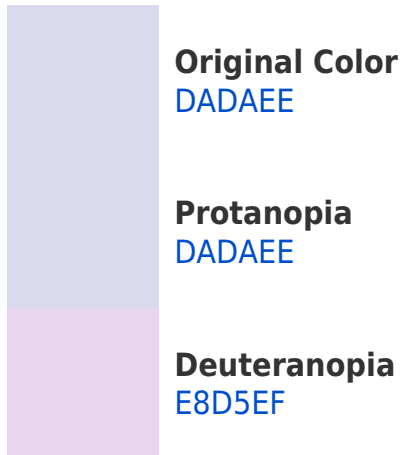 Original Color
DADAEE
Protanopia
DADAEE
Deuteranopia
E8D5EF